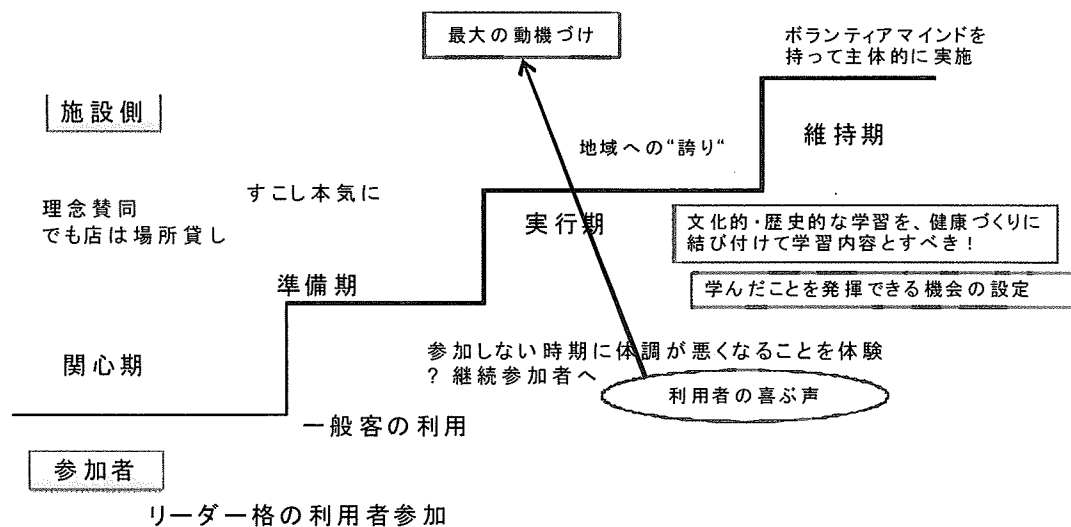 最大の動機づけ
ボランティアマインドを
持って主体的に実施
施設側
維持期
地域への“誇り“
すこし本気に
理念賛同
でも店は場所貸し
実行期
文化的・歴史的な学習を、健康づくりに
結び付けて学習内容とすべき！
準備期
学んだことを発揮できる機会の設定
関心期
参加しない時期に体調が悪くなることを体験
? 継続参加者へ
利用者の喜ぶ声
一般客の利用
参加者
リーダー格の利用者参加